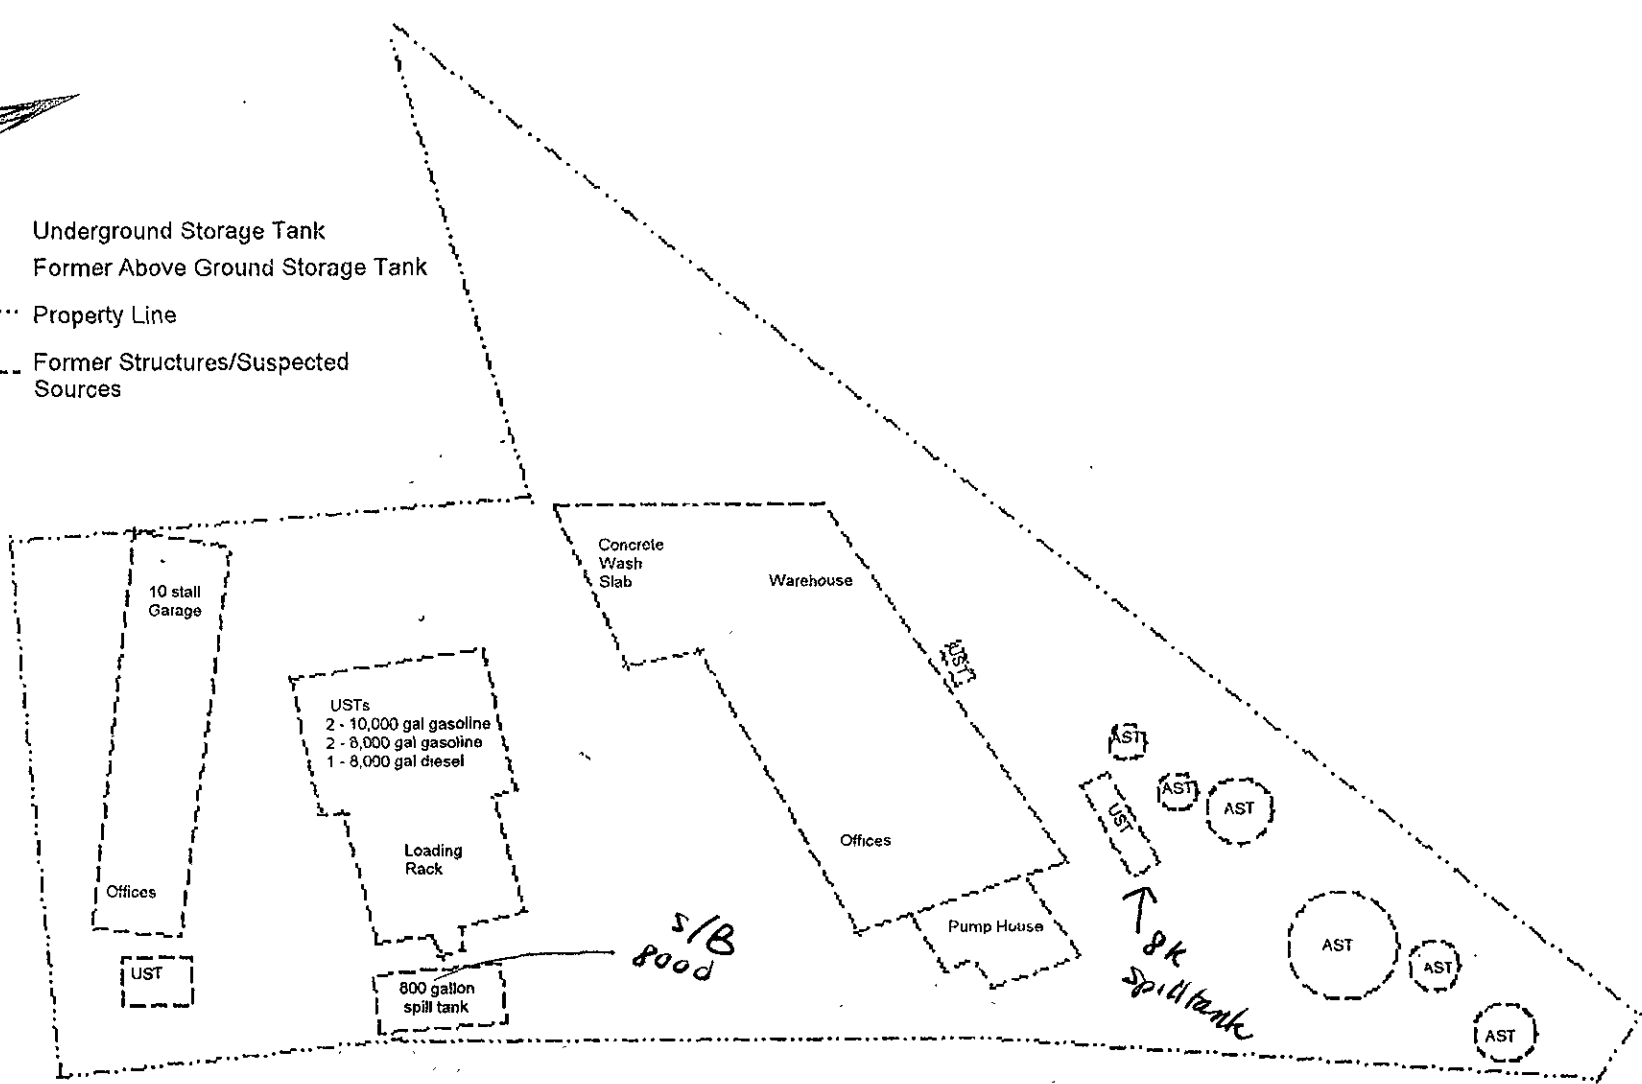 Underground Storage Tank
Former Above Ground Storage Tank
Property Line
Former Structures/Suspected
Sources
Concrete
Wash
Slab
Warehouse
10 stall
Garage
UST
USTs
2 - 10,000 gal gasoline
2 - 8,000 gal gasoline
1 - 8,000 gal diesel
AST
AST
AST
UST
Loading
Rack
Offices
Offices
Pump House
S/B
8000
8K
spill tank
AST
AST
UST
800 gallon
spill tank
AST